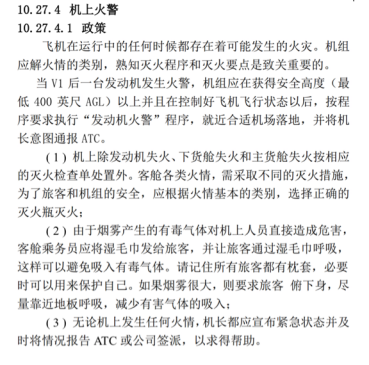 10.27.4 机上火警
10.27.4.1 政策
飞机在运行中的任何时候都存在着可能发生的火灾。机组
应解火情的类别，熟知灭火程序和灭火要点是致关重要的。
当 V1 后一台发动机发生火警，机组应在获得安全高度（最
低 400 英尺 AGL）以上并且在控制好飞机飞行状态以后，按程
序要求执行“发动机火警”程序，就近合适机场落地，并将机
长意图通报 ATC。
(1) 机上除发动机失火、下货舱失火和主货舱失火按相应
的灭火检查单处置外。客舱各类火情，需采取不同的灭火措施，
为了旅客和机组的安全，应根据火情基本的类别，选择正确的
灭火瓶灭火；
(2) 由于烟雾产生的有毒气体对机上人员直接造成危害，
客舱乘务员应将湿毛巾发给旅客，并让旅客通过湿毛巾呼吸，
这样可以避免吸入有毒气体。请记住所有旅客都有枕套，必要
时可以用来保护自己。如果烟雾很大，则要求旅客 俯下身，尽
量靠近地板呼吸，减少有害气体的吸入；
(3) 无论机上发生任何火情，机长都应宣布紧急状态并及
时将情况报告 ATC 或公司签派，以求得帮助。